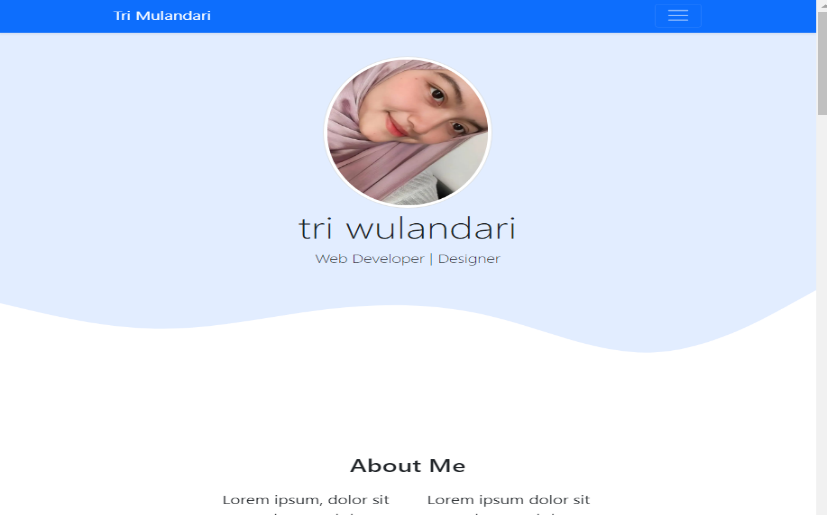 Tri Mulandari
tri wulandari
Web Developer | Designer
About Me
Lorem ipsum, dolor sit
Lorem ipsum dolor sit